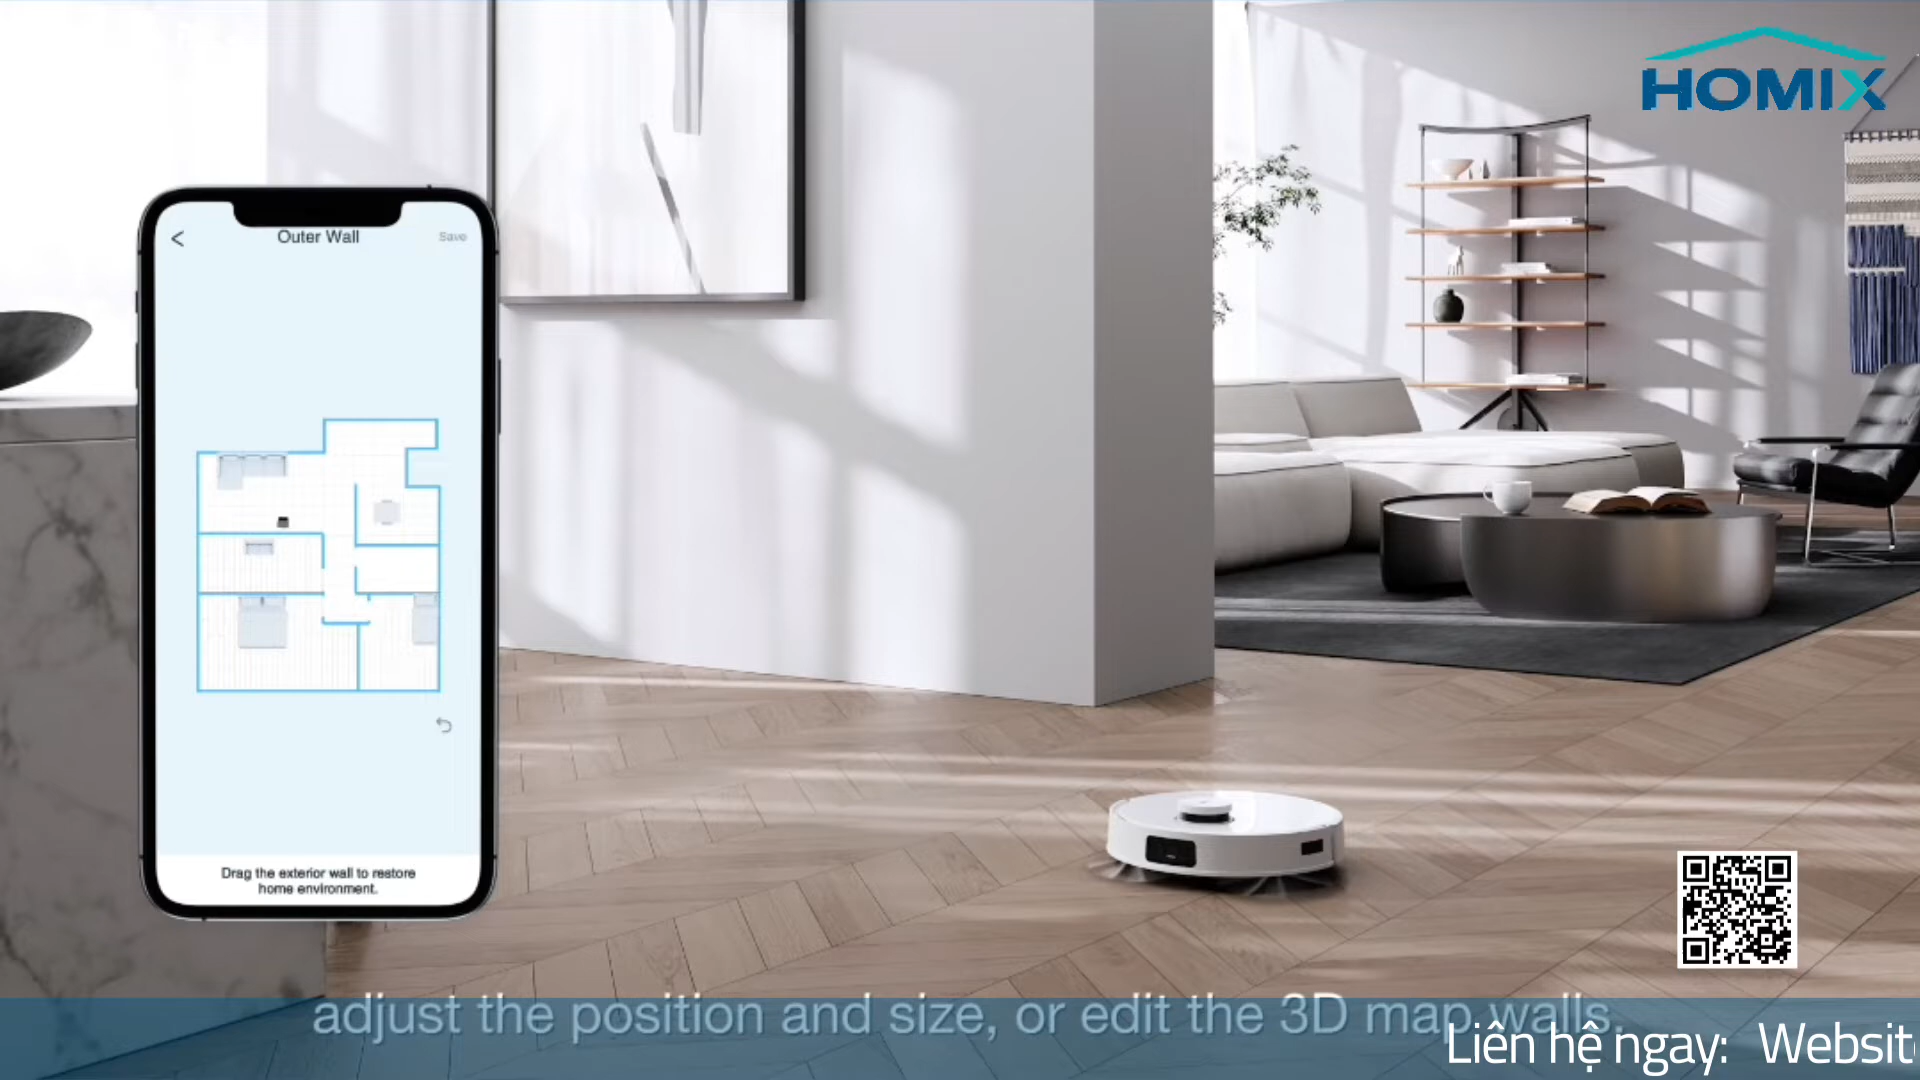 HOMIX
<
Outer Wall
Save
Drag the exterior wall to restore
home environment.
adjust the position and size, or edit the 3D map walls.
Liên hệ ngay: Websit